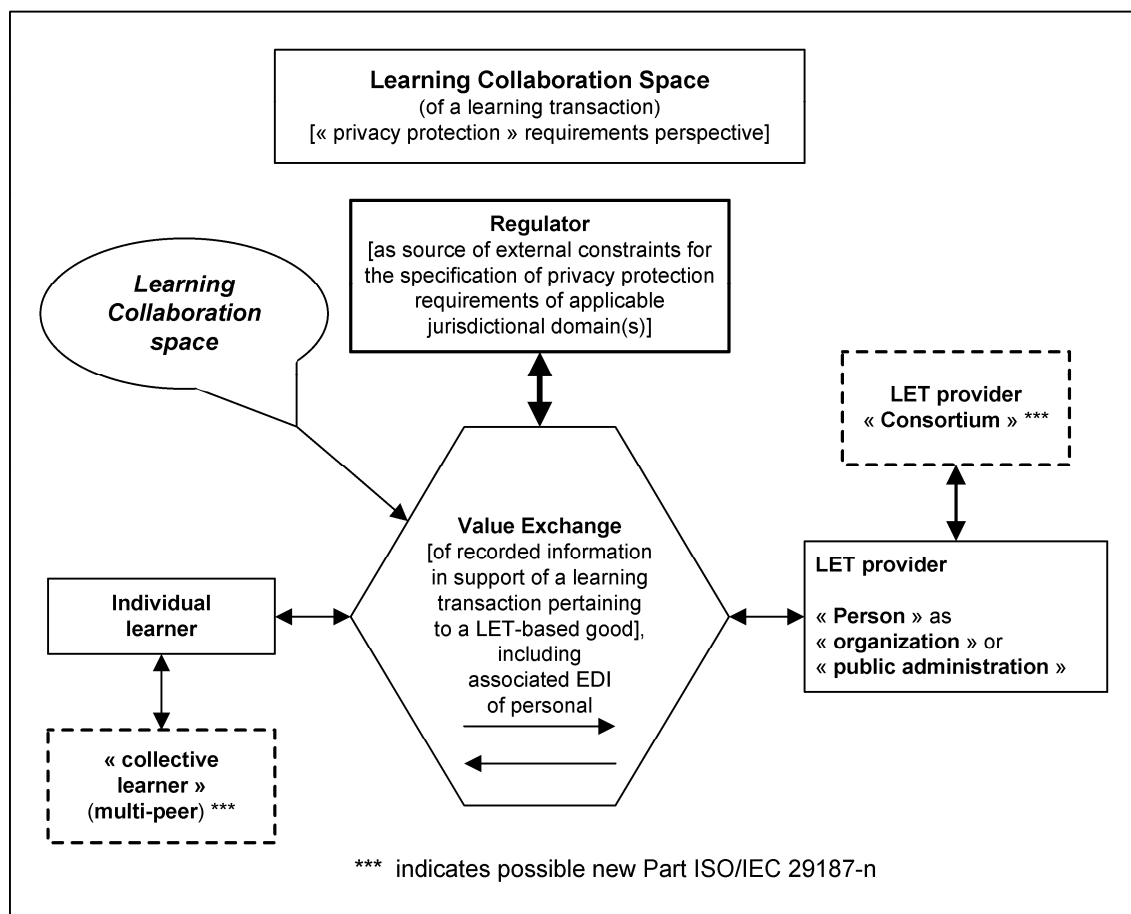 Learning Collaboration Space
(of a learning transaction)
[« privacy protection » requirements perspective]
Regulator
[as source of external constraints for
the specification of privacy protection
requirements of applicable
jurisdictional domain(s)]
Learning
Collaboration
space
LET provider
« Consortium » ***
Value Exchange
[of recorded information
in support of a learning
transaction pertaining
to a LET-based good],
including
associated EDI
of personal
Individual
learner
LET provider
« Person » as
« organization » or
« public administration »
« collective
learner »
(multi-peer) ***
*** indicates possible new Part ISO/IEC 29187-n